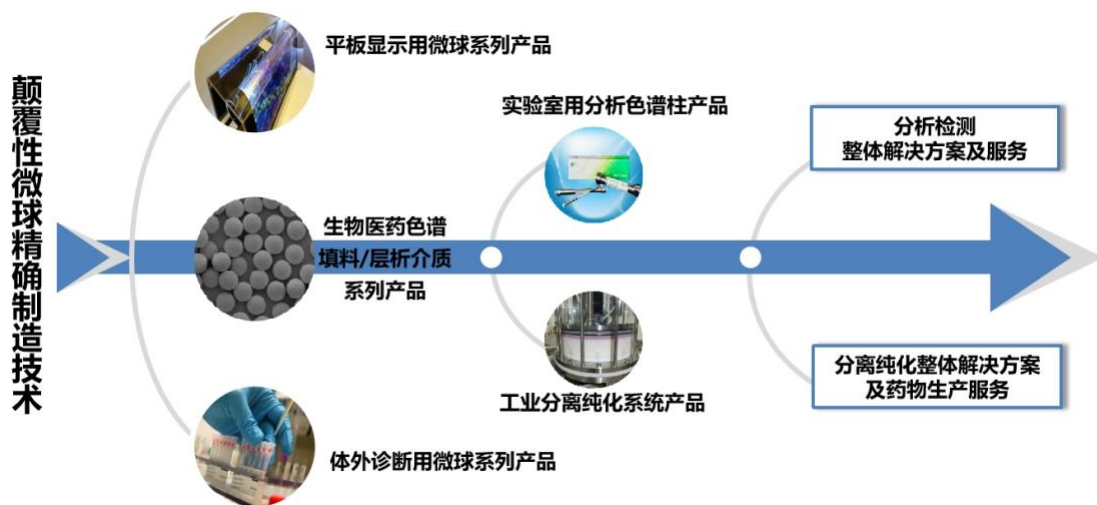 颠覆性微球精确制造技术
平板显示用微球系列产品
生物医药色谱
填料/层析介质
系列产品
体外诊断用微球系列产品
实验室用分析色谱柱产品
工业分离纯化系统产品
分析检测
整体解决方案及服务
分离纯化整体解决方案
及药物生产服务